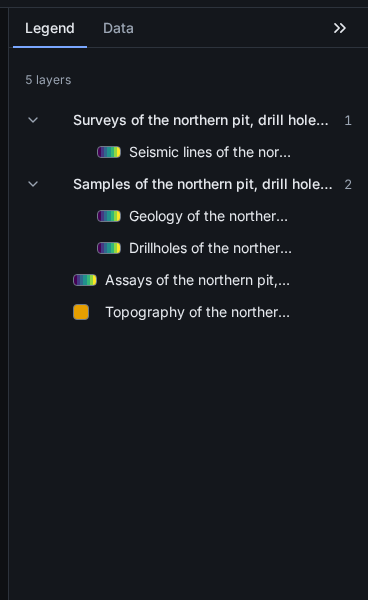 Legend Data
5 layers
Surveys of the northern pit, drill hole... 1
Seismic lines of the nor...
Samples of the northern pit, drill hole... 2
Geology of the norther...
Drillholes of the norther...
Assays of the northern pit,...
Topography of the norther...